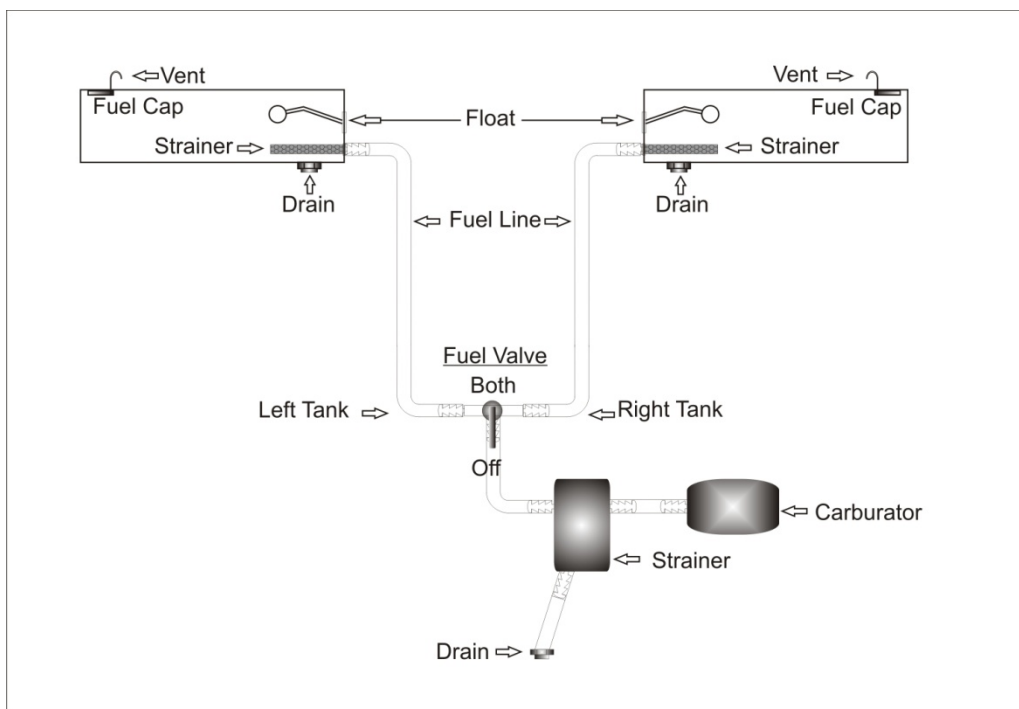 Vent
Vent
Fuel Cap
Fuel Cap
Float
Strainer
Strainer
Drain
Drain
Fuel Line
Fuel Valve
Both
Left Tank
Right Tank
Off
Carburator
Strainer
Drain